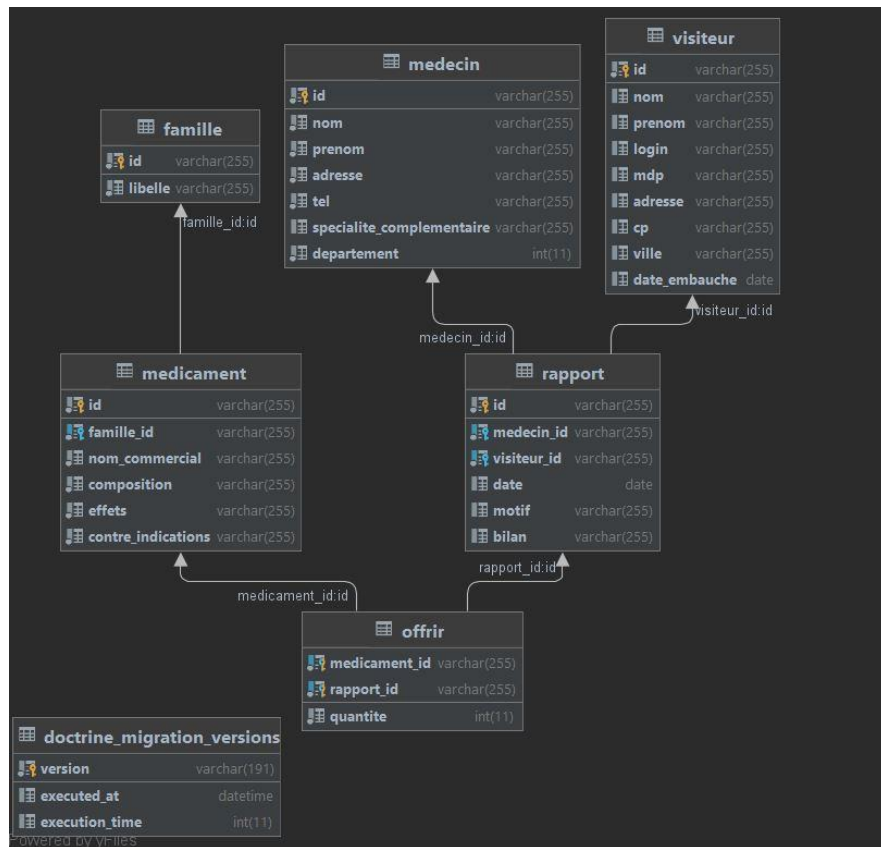 visiteur
id varchar(255)
nom varchar(255)
prenom varchar(255)
login varchar(255)
mdp varchar(255)
adresse varchar(255)
cp varchar(255)
ville varchar(255)
date_embauche date
medecin
id varchar(255)
nom varchar(255)
prenom varchar(255)
adresse varchar(255)
tel varchar(255)
specialite_complementaire varchar(255)
departement int(11)
famille
id varchar(255)
libelle varchar(255)
famille_id:id
visiteur_id:id
medecin_id:id
medicament
id varchar(255)
famille_id varchar(255)
nom_commercial varchar(255)
composition varchar(255)
effets varchar(255)
contre_indications varchar(255)
rapport
id varchar(255)
medecin_id varchar(255)
visiteur_id varchar(255)
date date
motif varchar(255)
bilan varchar(255)
rapport_id:id
medicament_id:id
offrir
medicament_id varchar(255)
rapport_id varchar(255)
quantite int(11)
doctrine_migration_versions
version varchar(191)
executed_at datetime
execution_time int(11)
Powered by yFiles